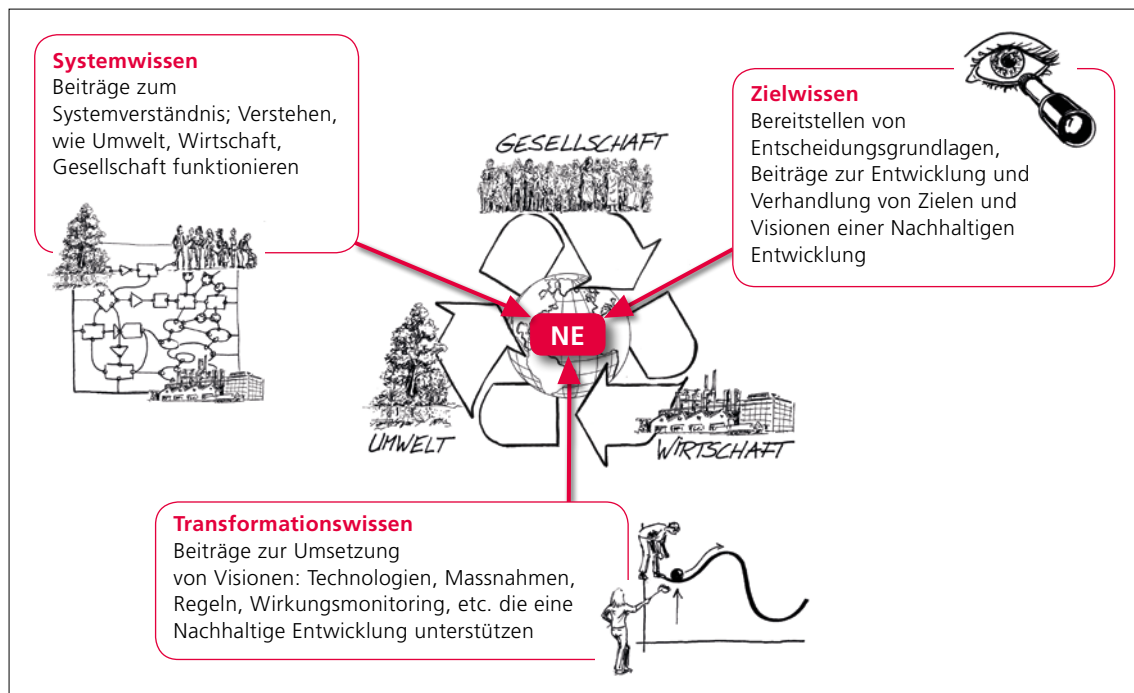 Systemwissen
Beiträge zum
Systemverständnis; Verstehen,
wie Umwelt, Wirtschaft,
Gesellschaft funktionieren
Zielwissen
Bereitstellen von
Entscheidungsgrundlagen,
Beiträge zur Entwicklung und
Verhandlung von Zielen und
Visionen einer Nachhaltigen
Entwicklung
GESELLSCHAFT
NE
UMWELT
WIRTSCHAFT
Transformationswissen
Beiträge zur Umsetzung
von Visionen: Technologien, Massnahmen,
Regeln, Wirkungsmonitoring, etc. die eine
Nachhaltige Entwicklung unterstützen